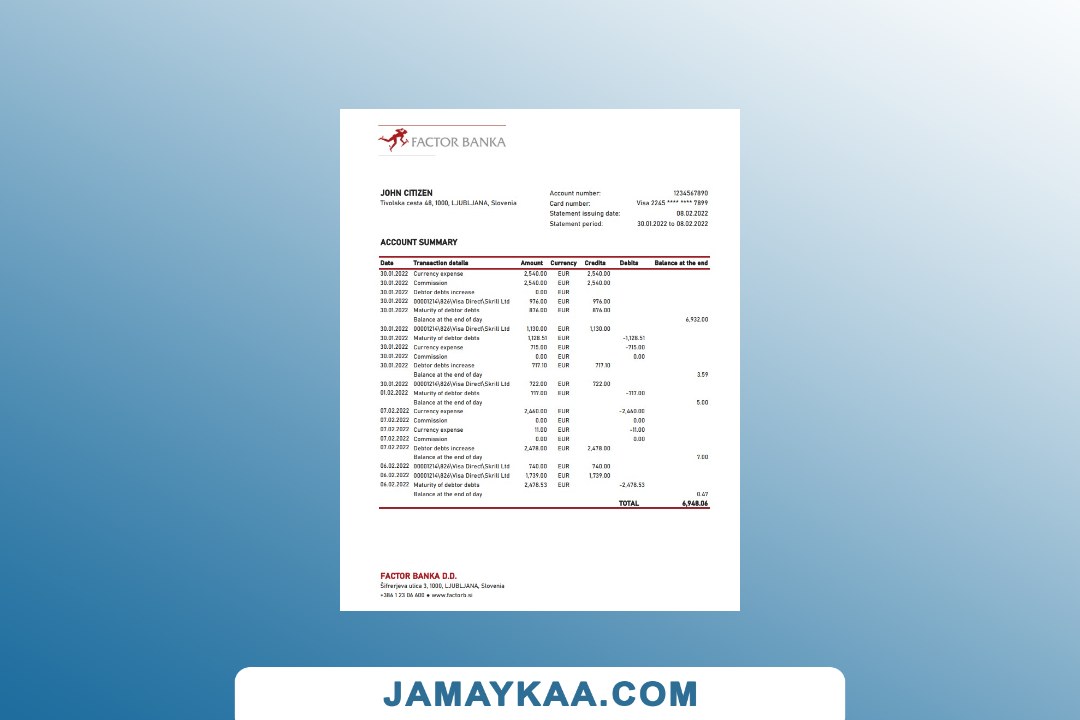 FACTOR BANKA
JOHN CITIZEN
Tivolska cesta 48, 1000, LJUBLJANA, Slovenia
Account number: 1234567890
Card number: Visa 2245 **** **** 7899
Statement issuing date: 08.02.2022
Statement period: 30.01.2022 to 08.02.2022
ACCOUNT SUMMARY
Date Transaction details Amount Currency Credits Debits Balance at the end
30.01.2022 Currency expense 2,540.00 EUR 2,540.00
30.01.2022 Commission 2,540.00 EUR 2,540.00
30.01.2022 Debtor debts increase 0.00 EUR
30.01.2022 00001214\826\Visa Direct\Skrill Ltd 976.00 EUR 976.00
30.01.2022 Maturity of debtor debts 876.00 EUR 876.00
Balance at the end of day 6,932.00
30.01.2022 00001214\826\Visa Direct\Skrill Ltd 1,130.00 EUR 1,130.00
30.01.2022 Maturity of debtor debts 1,128.51 EUR -1,128.51
30.01.2022 Currency expense 715.00 EUR -715.00
30.01.2022 Commission 0.00 EUR 0.00
30.01.2022 Debtor debts increase 717.10 EUR 717.10
Balance at the end of day 3.59
30.01.2022 00001214\826\Visa Direct\Skrill Ltd 722.00 EUR 722.00
01.02.2022 Maturity of debtor debts 717.00 EUR -717.00
Balance at the end of day 5.00
07.02.2022 Currency expense 2,460.00 EUR -2,460.00
07.02.2022 Commission 0.00 EUR 0.00
07.02.2022 Currency expense 11.00 EUR -11.00
07.02.2022 Commission 0.00 EUR 0.00
07.02.2022 Debtor debts increase 2,478.00 EUR 2,478.00
Balance at the end of day 7.00
06.02.2022 00001214\826\Visa Direct\Skrill Ltd 740.00 EUR 740.00
06.02.2022 00001214\826\Visa Direct\Skrill Ltd 1,739.00 EUR 1,739.00
06.02.2022 Maturity of debtor debts 2,478.53 EUR -2,478.53
Balance at the end of day 0.47
TOTAL 6,948.06
FACTOR BANKA D.D.
Šifrerjeva ulica 3, 1000, LJUBLJANA, Slovenia
+386 1 23 06 600 ● www.factorb.si
JAMAYKAA.COM